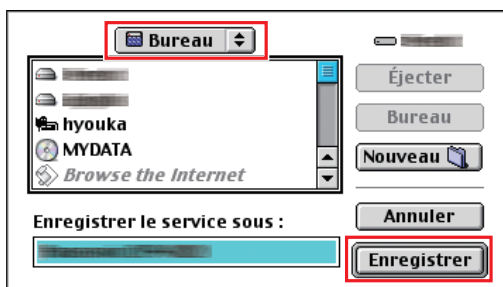 Bureau
Éjecter
Bureau
hyouka
MYDATA
Nouveau
Browse the Internet
Enregistrer le service sous :
Annuler
Enregistrer